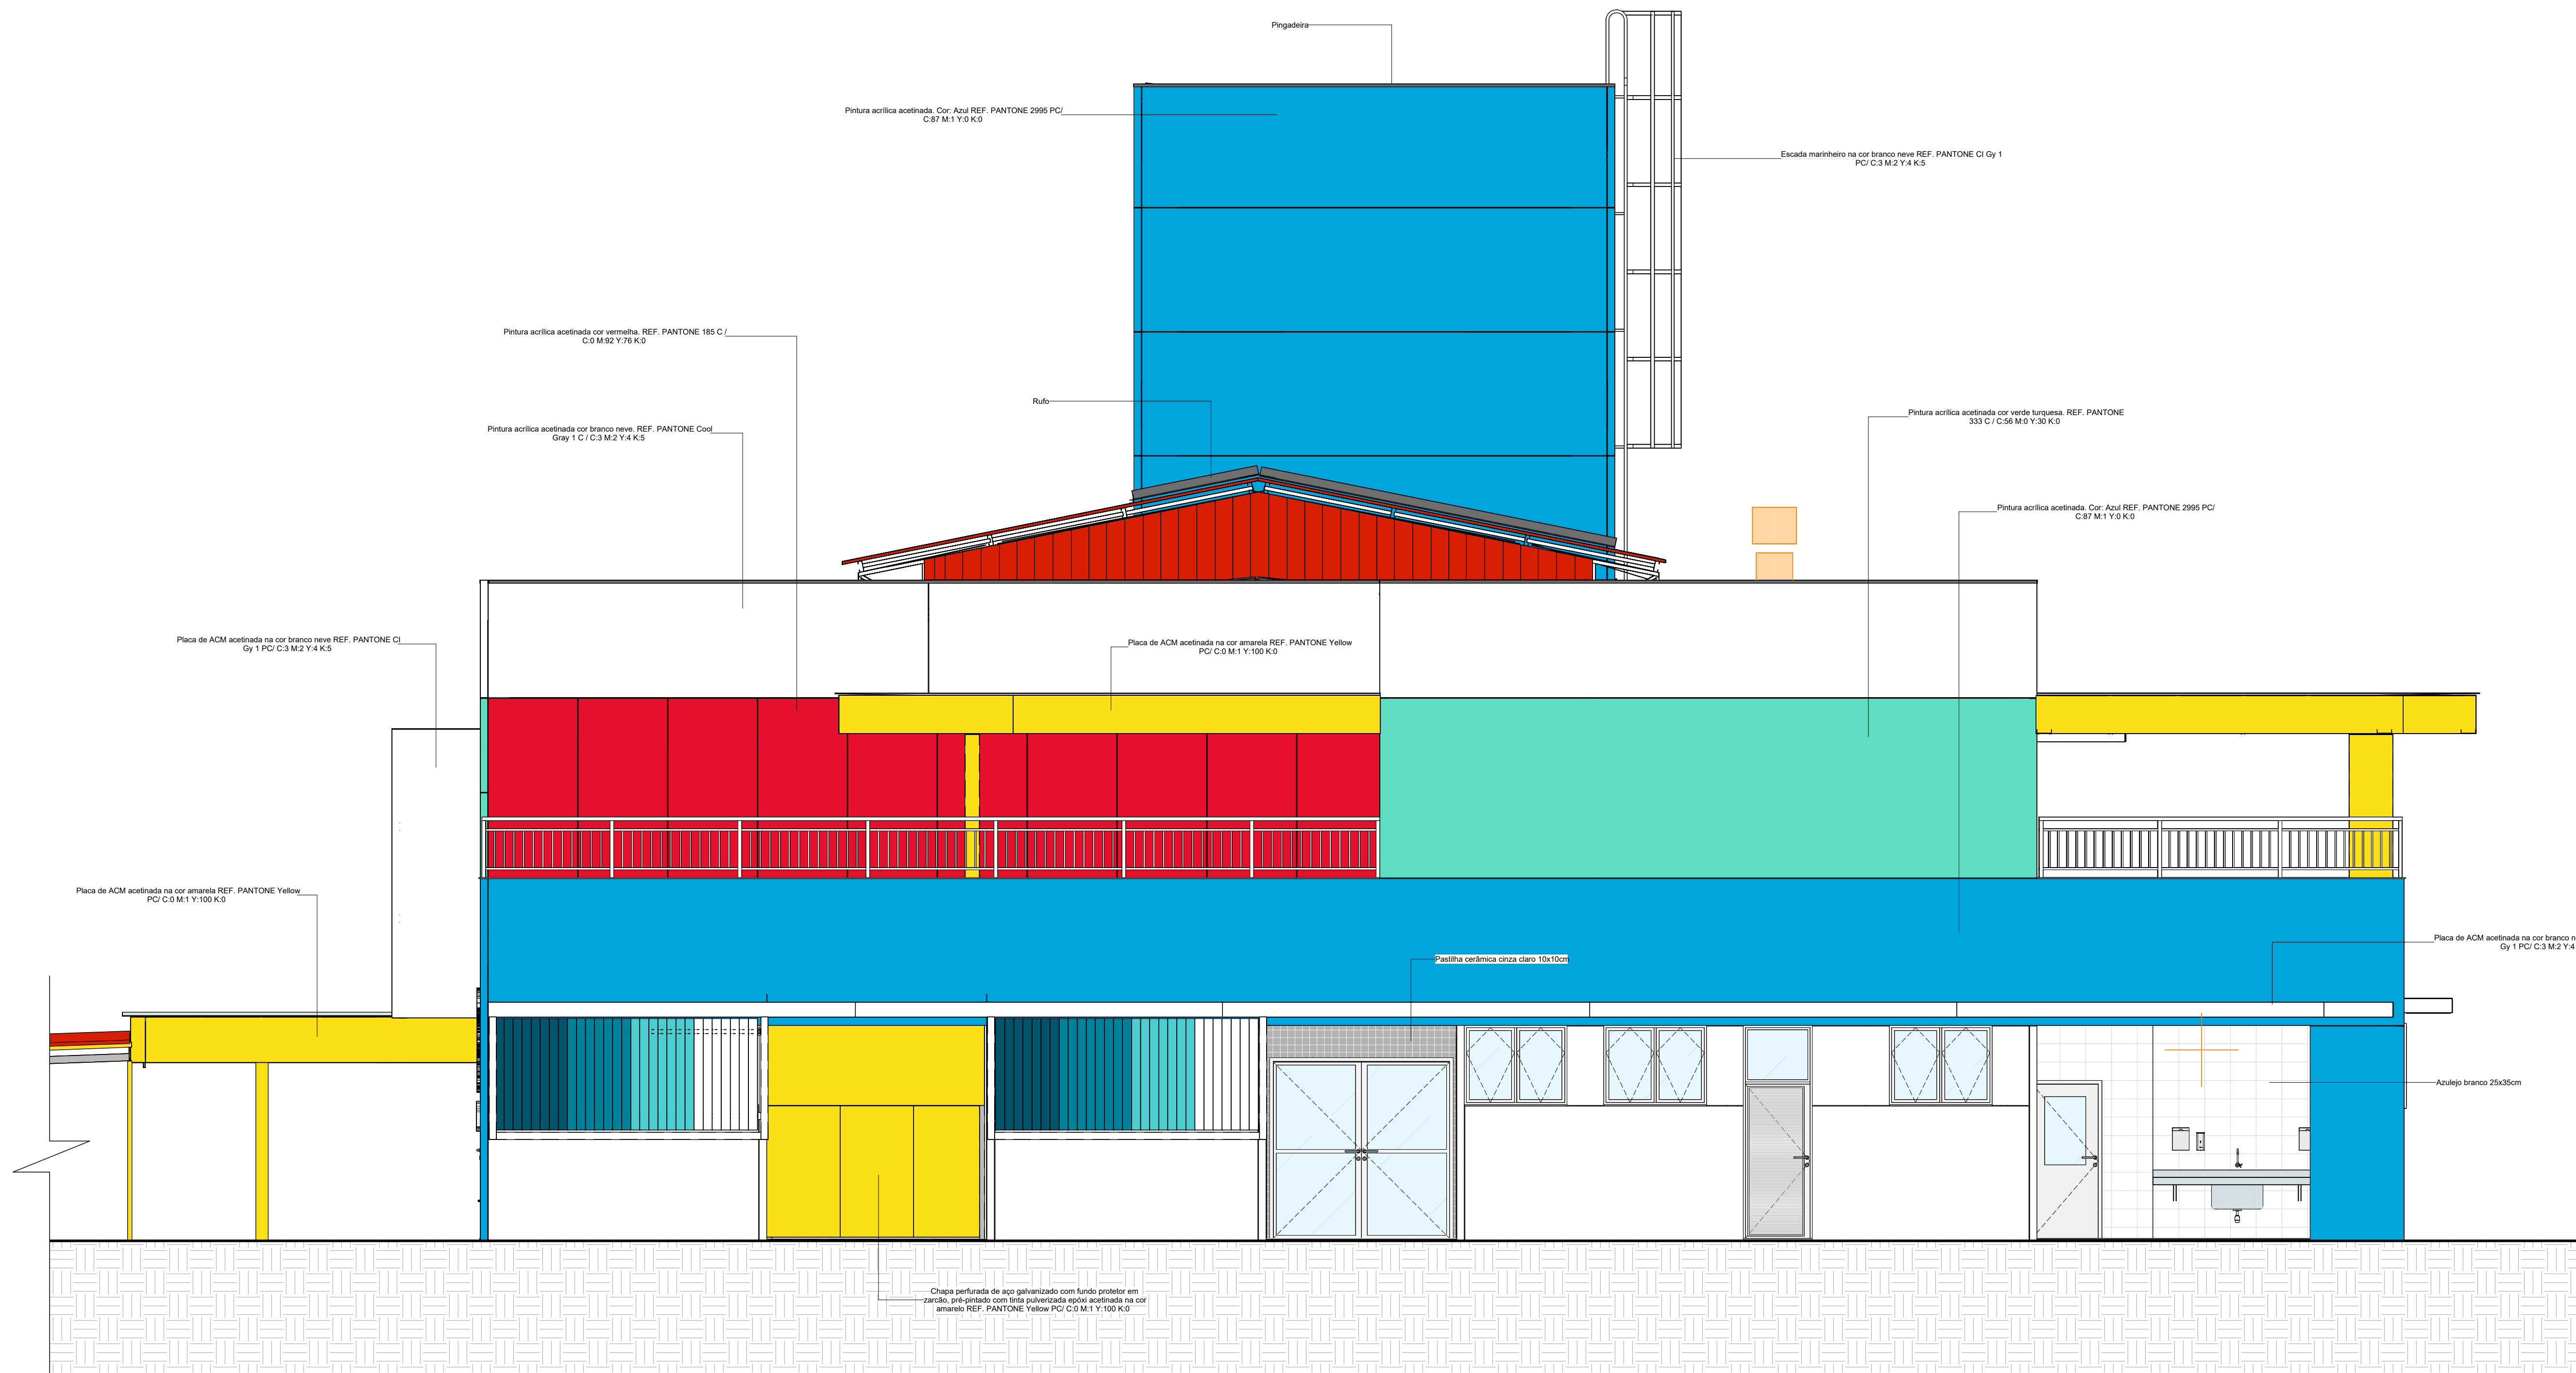 Pingadeira
Pintura acrílica acetinada. Cor: Azul REF. PANTONE 2995 PC/
C:87 M:1 Y:0 K:0
Escada marinheiro na cor branco neve REF. PANTONE CI Gy 1
PC/ C:3 M:2 Y:4 K:5
Pintura acrílica acetinada cor vermelha. REF. PANTONE 185 C /
C:0 M:92 Y:76 K:0
Rufo
Pintura acrílica acetinada cor verde turquesa. REF. PANTONE
333 C / C:56 M:0 Y:30 K:0
Pintura acrílica acetinada cor branco neve. REF. PANTONE Cool
Gray 1 C / C:3 M:2 Y:4 K:5
Pintura acrílica acetinada. Cor: Azul REF. PANTONE 2995 PC/
C:87 M:1 Y:0 K:0
Placa de ACM acetinada na cor branco neve REF. PANTONE CI
Gy 1 PC/ C:3 M:2 Y:4 K:5
Placa de ACM acetinada na cor amarela REF. PANTONE Yellow
PC/ C:0 M:1 Y:100 K:0
Placa de ACM acetinada na cor amarela REF. PANTONE Yellow
PC/ C:0 M:1 Y:100 K:0
Placa de ACM acetinada na cor branco n
Gy 1 PC/ C:3 M:2 Y:4
Pastilha cerâmica cinza claro 10x10cm
Azulejo branco 25x35cm
Chapa perfurada de aço galvanizado com fundo protetor em
zarcão, pré-pintado com tinta pulverizada epóxi acetinada na cor
amarelo REF. PANTONE Yellow PC/ C:0 M:1 Y:100 K:0